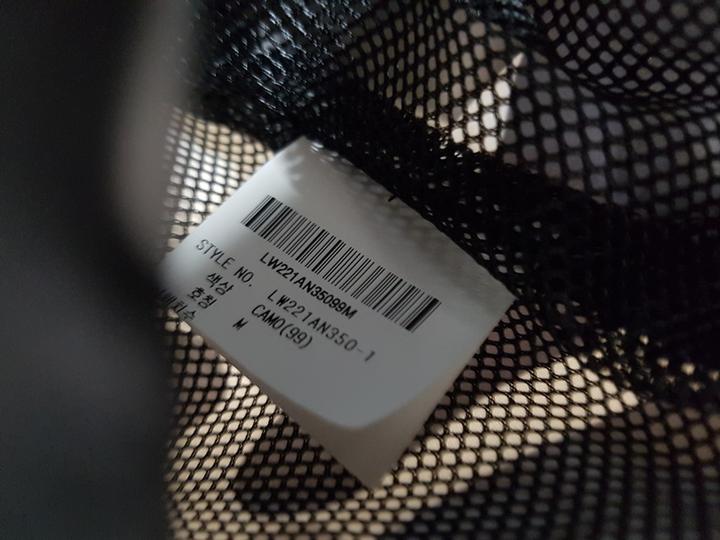 LW221AN35099M
STYLE NO. LW221AN350-1
색상 CAMO(99)
호칭 M